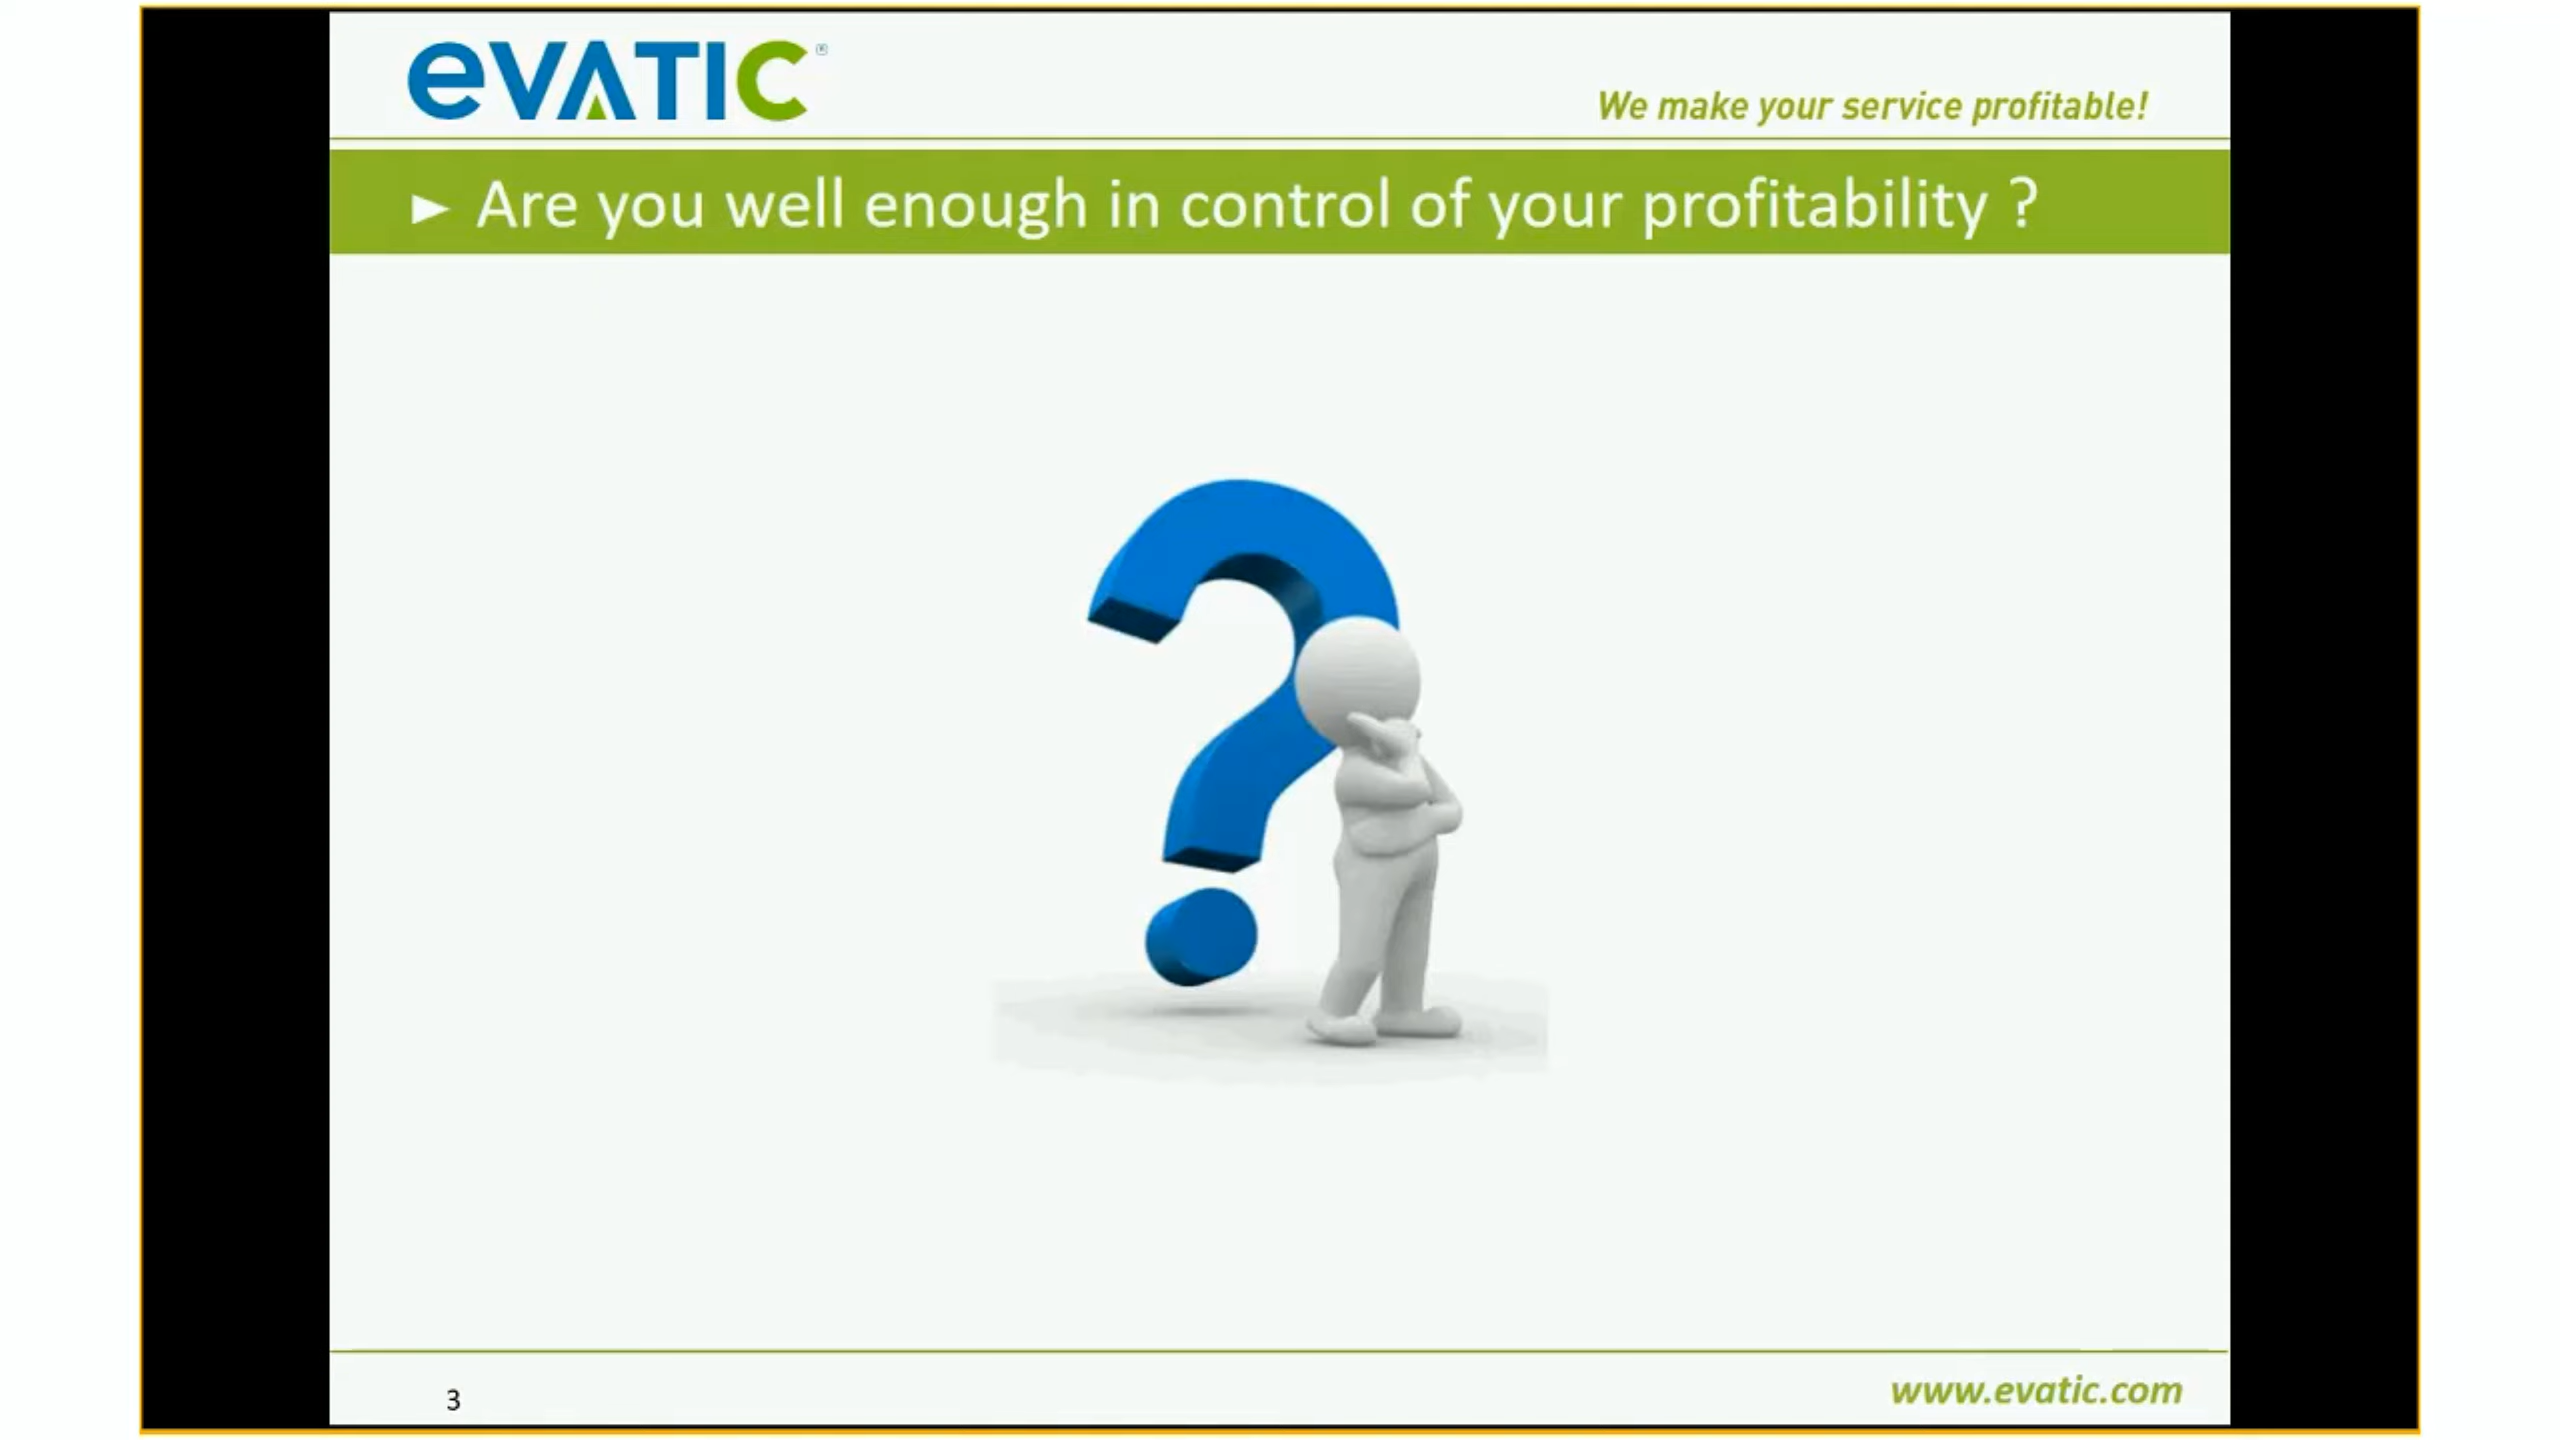 eVATIC®
We make your service profitable!
► Are you well enough in control of your profitability ?
3
www.evatic.com